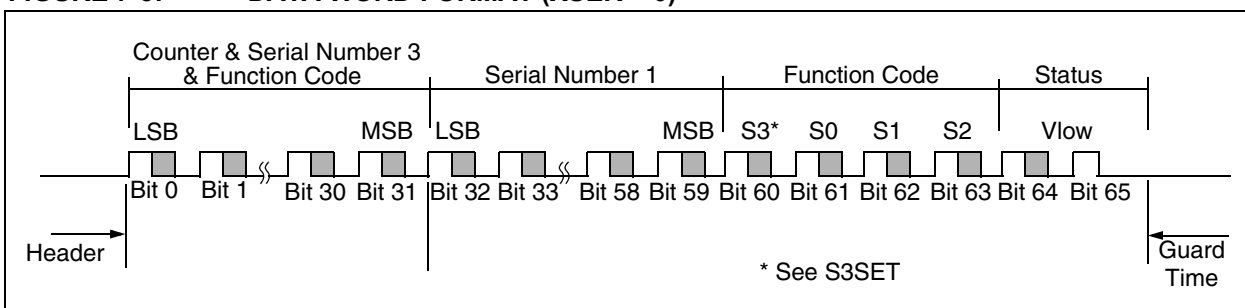 Counter & Serial Number 3
& Function Code
Serial Number 1
Function Code
Status
LSB
MSB
LSB
MSB
S3*
S0
S1
S2
Vlow
Bit 0
Bit 1
Bit 30
Bit 31
Bit 32
Bit 33
Bit 58
Bit 59
Bit 60
Bit 61
Bit 62
Bit 63
Bit 64
Bit 65
Header
* See S3SET
Guard
Time